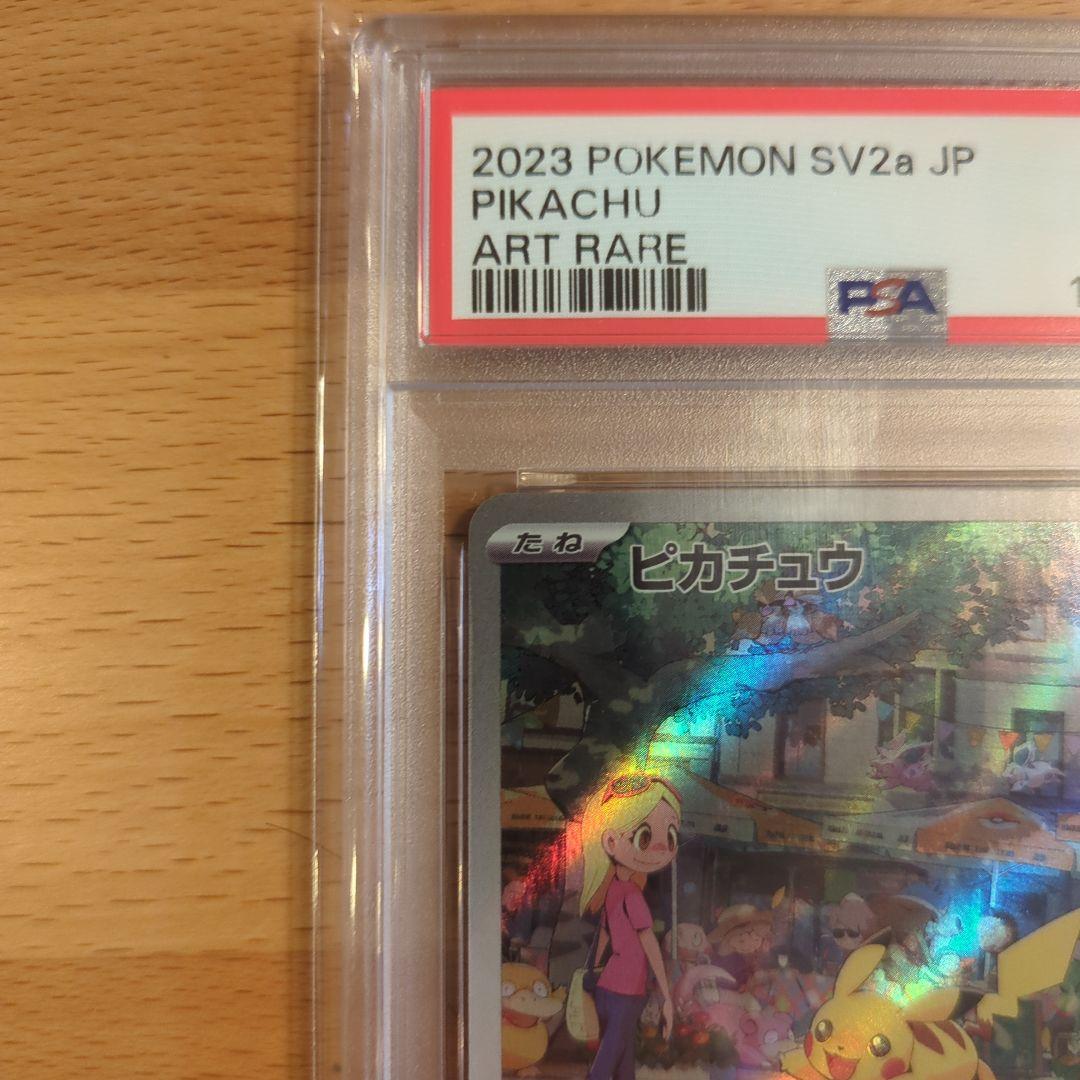 2023 POKEMON SV2a JP
PIKACHU
ART RARE
PSA
たね
ピカチュウ